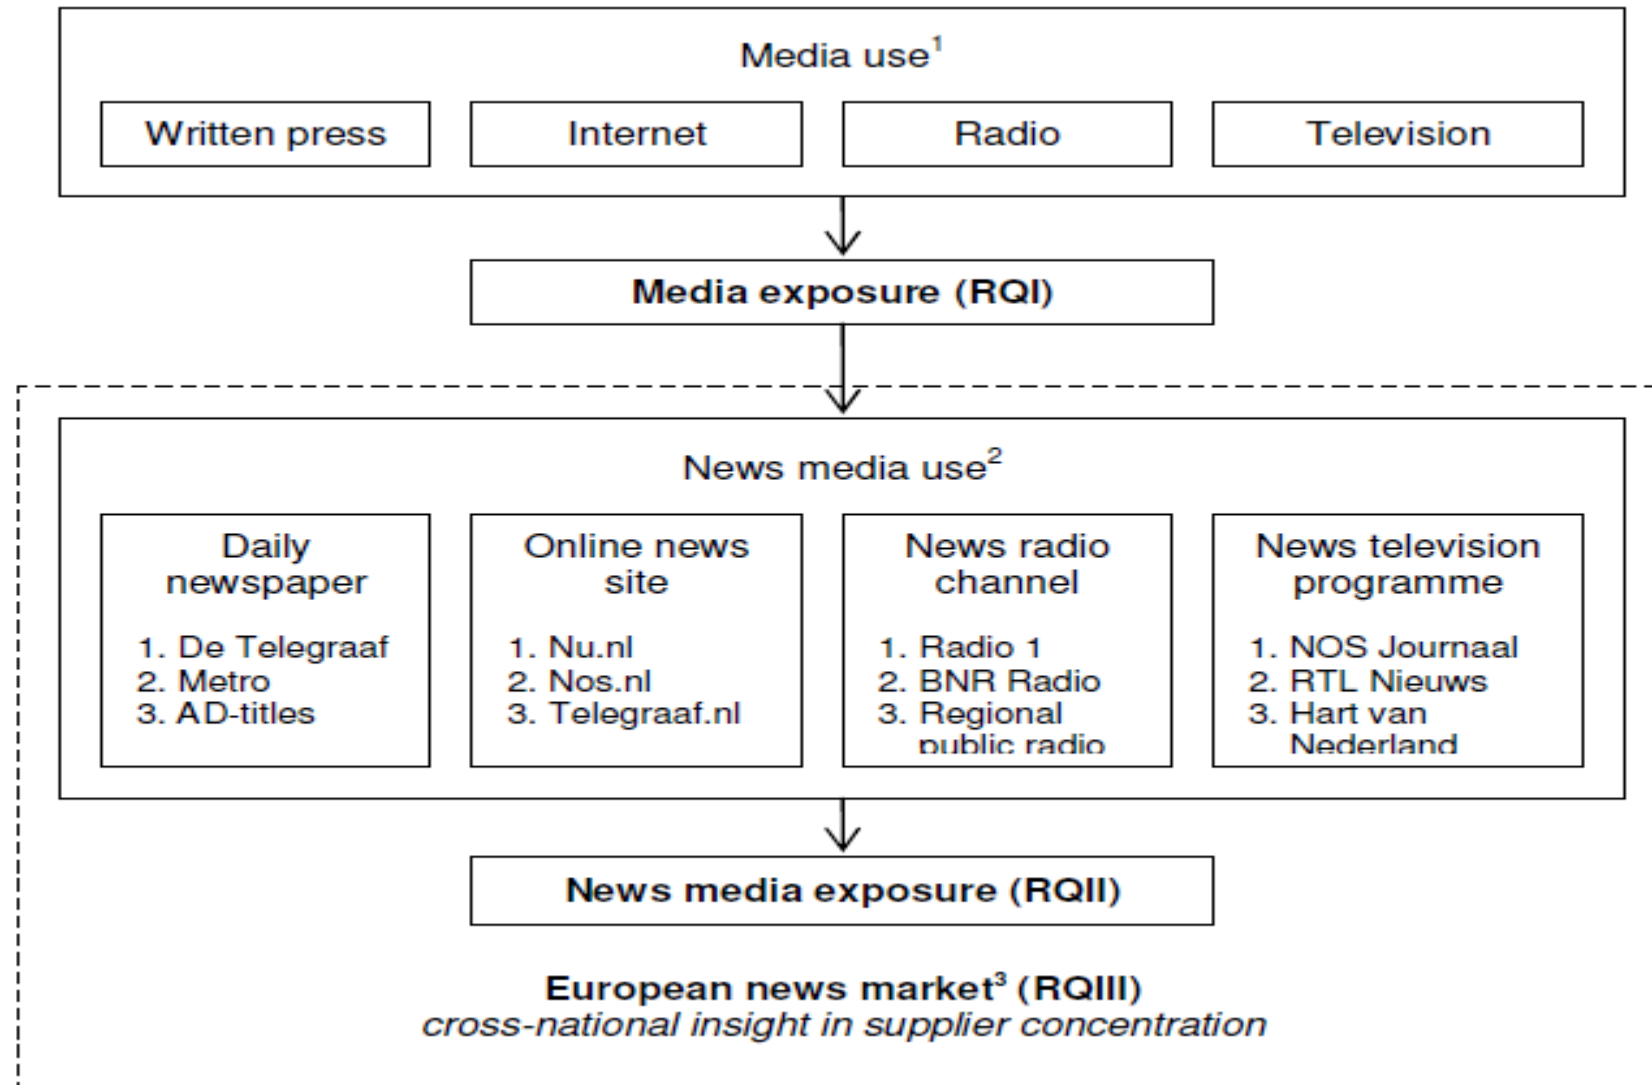 Media use¹
Written press
Internet
Radio
Television
Media exposure (RQI)
News media use²
Daily
newspaper
1. De Telegraaf
2. Metro
3. AD-titles
Online news
site
1. Nu.nl
2. Nos.nl
3. Telegraaf.nl
News radio
channel
1. Radio 1
2. BNR Radio
3. Regional
public radio
News television
programme
1. NOS Journaal
2. RTL Nieuws
3. Hart van
Nederland
News media exposure (RQII)
European news market³ (RQIII)
cross-national insight in supplier concentration